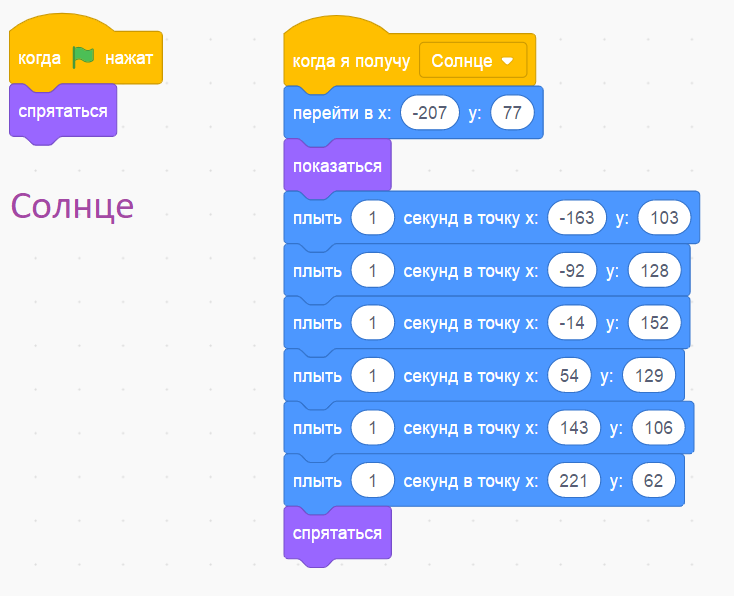 когда нажат
спрятаться
Солнце
когда я получу Солнце
перейти в x: -207 y: 77
показаться
плыть 1 секунд в точку x: -163 y: 103
плыть 1 секунд в точку x: -92 y: 128
плыть 1 секунд в точку x: -14 y: 152
плыть 1 секунд в точку x: 54 y: 129
плыть 1 секунд в точку x: 143 y: 106
плыть 1 секунд в точку x: 221 y: 62
спрятаться